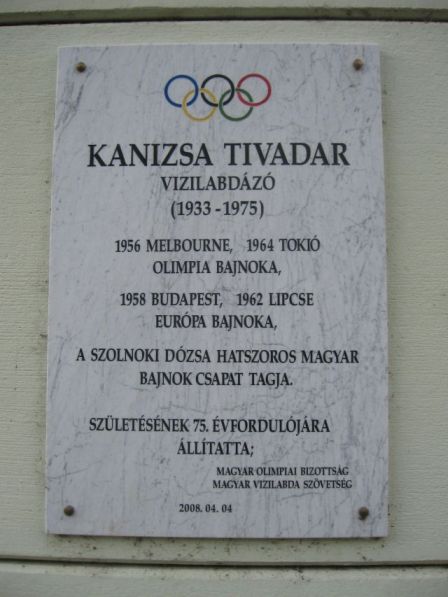 KANIZSA TIVADAR
VIZILABDÁZÓ
(1933 - 1975)
1956 MELBOURNE, 1964 TOKIÓ
OLIMPIA BAJNOKA,
1958 BUDAPEST, 1962 LIPCSE
EURÓPA BAJNOKA,
A SZOLNOKI DÓZSA HATSZOROS MAGYAR
BAJNOK CSAPAT TAGJA.
SZÜLETÉSÉNEK 75. ÉVFORDULÓJÁRA
ÁLLÍTATTA;
MAGYAR OLIMPIAI BIZOTTSÁG
MAGYAR VIZILABDA SZÖVETSÉG
2008. 04. 04